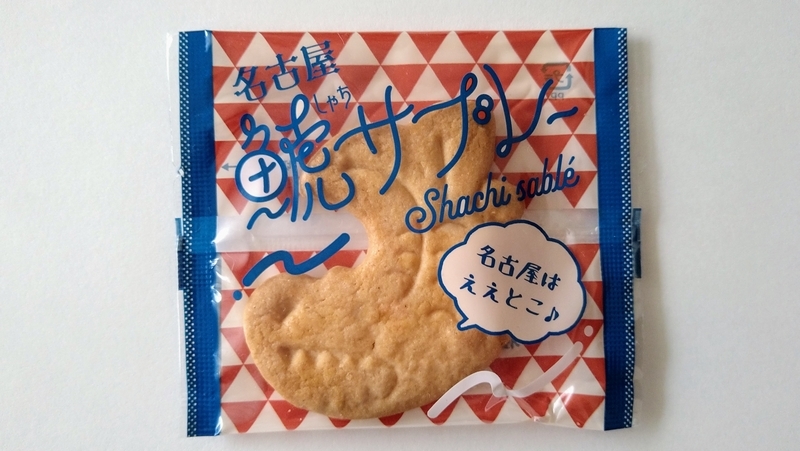 名古屋
しゃち
鯱サブレ～
Shachi sablé
名古屋は
ええとこ♪